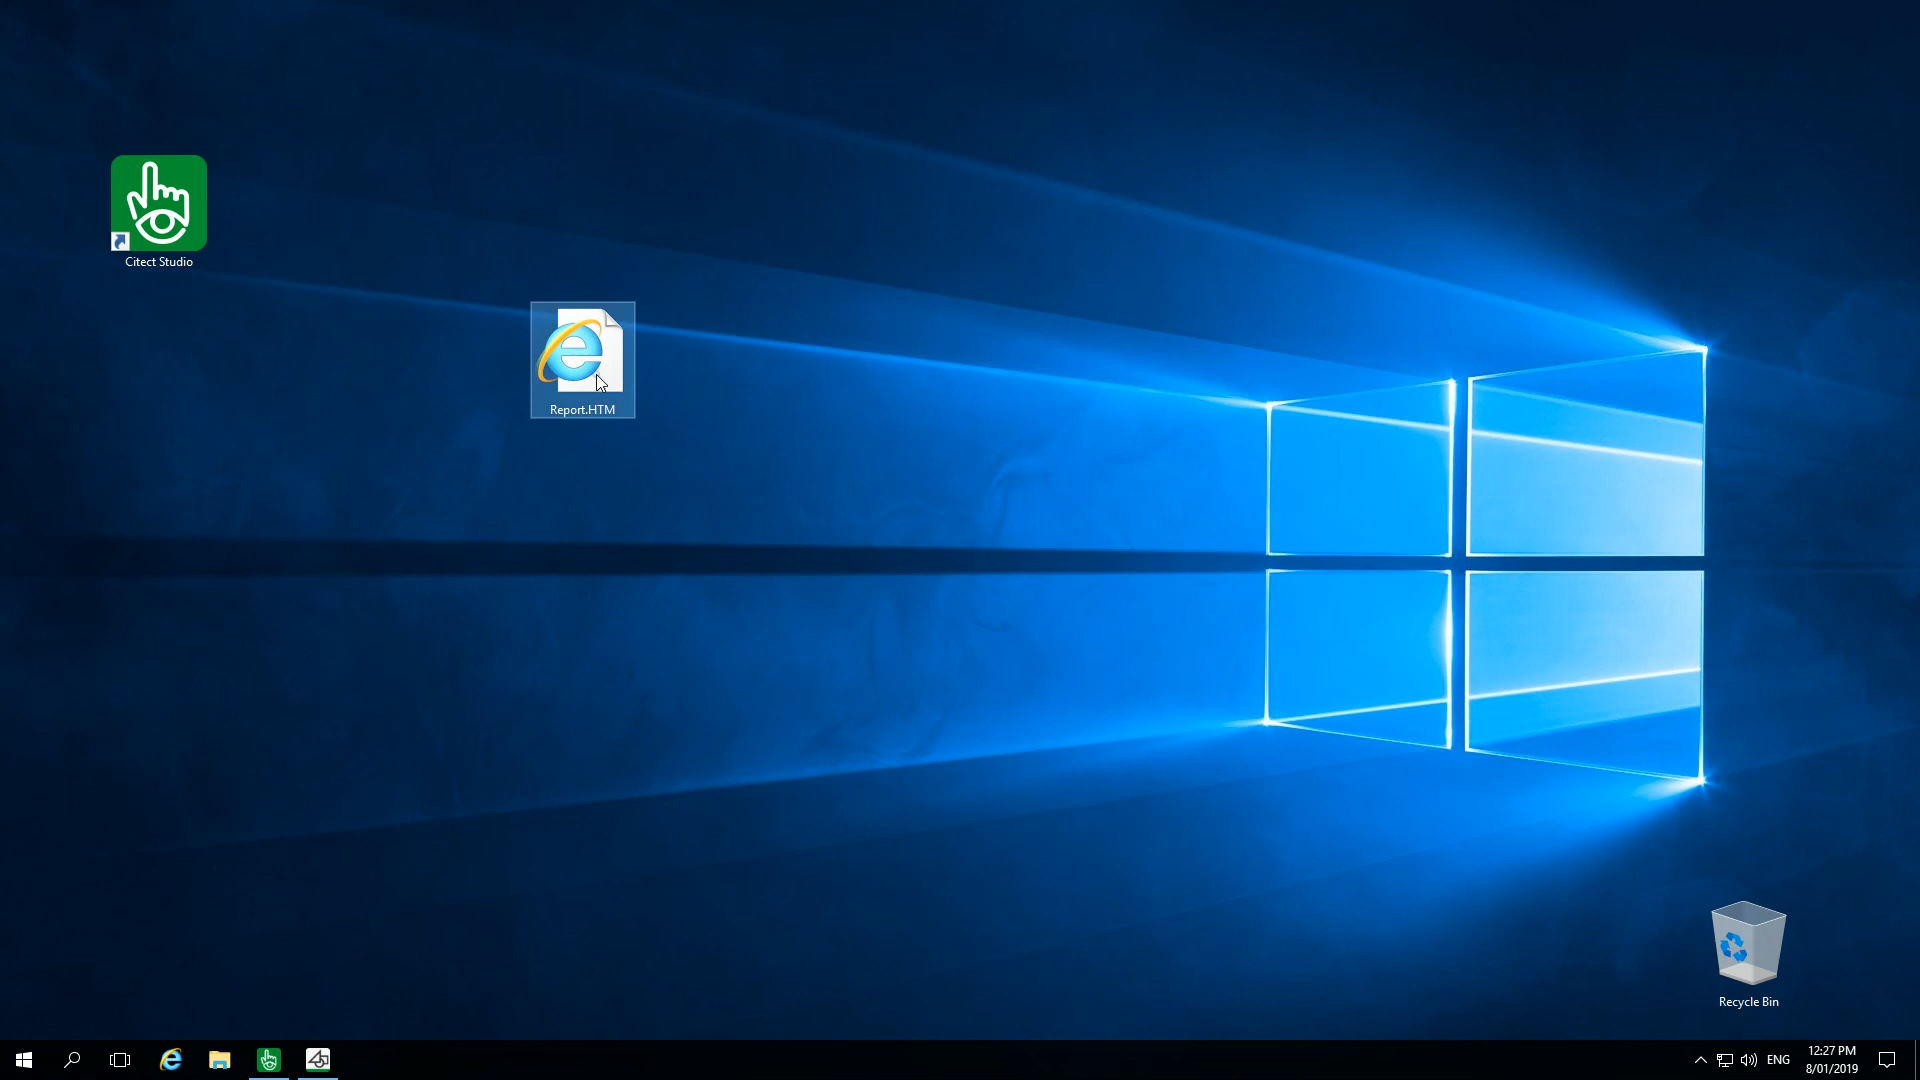 Citect Studio
Report.HTM
Recycle Bin
ENG
12:27 PM
8/01/2019